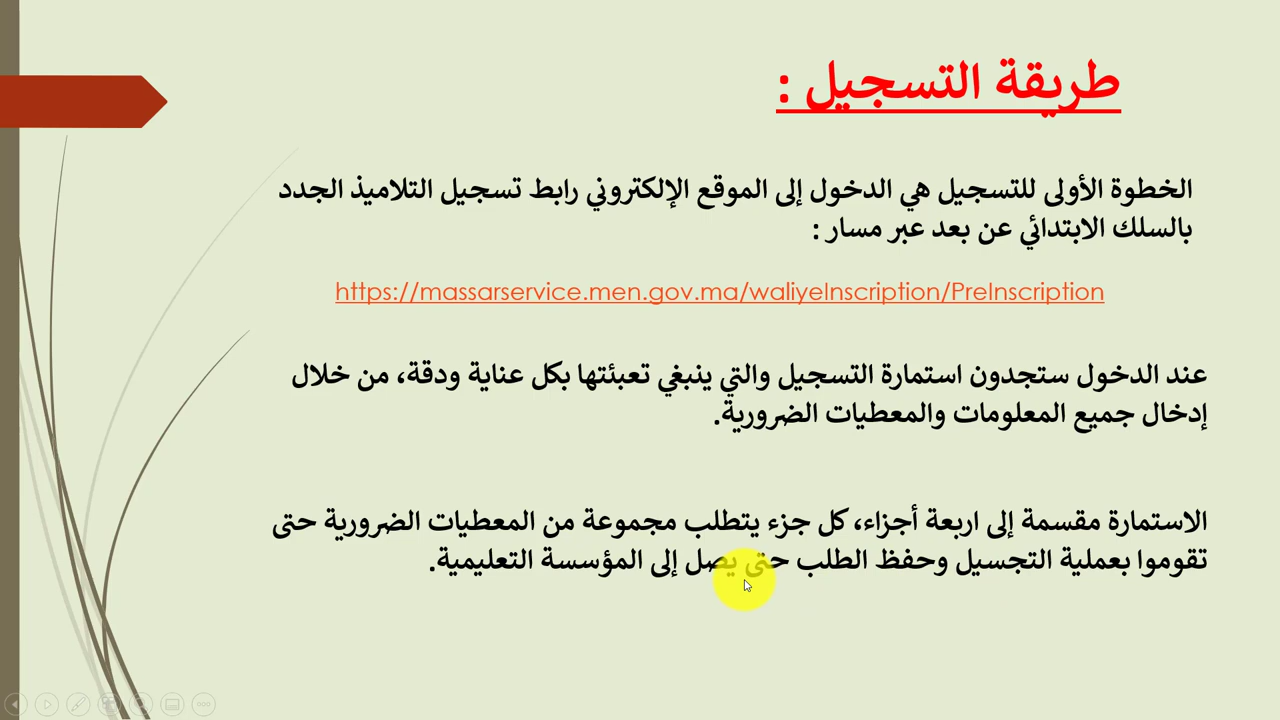 طريقة التسجيل :
الخطوة الأولى للتسجيل هي الدخول إلى الموقع الإلكتروني رابط تسجيل التلاميذ الجدد
بالسلك الابتدائي عن بعد عبر مسار :
https://massarservice.men.gov.ma/waliyeInscription/PreInscription
عند الدخول ستجدون استمارة التسجيل والتي ينبغي تعبئتها بكل عناية ودقة، من خلال
إدخال جميع المعلومات والمعطيات الضرورية.
الاستمارة مقسمة إلى اربعة أجزاء، كل جزء يتطلب مجموعة من المعطيات الضرورية حتى
تقوموا بعملية التجسيل وحفظ الطلب حتى يصل إلى المؤسسة التعليمية.